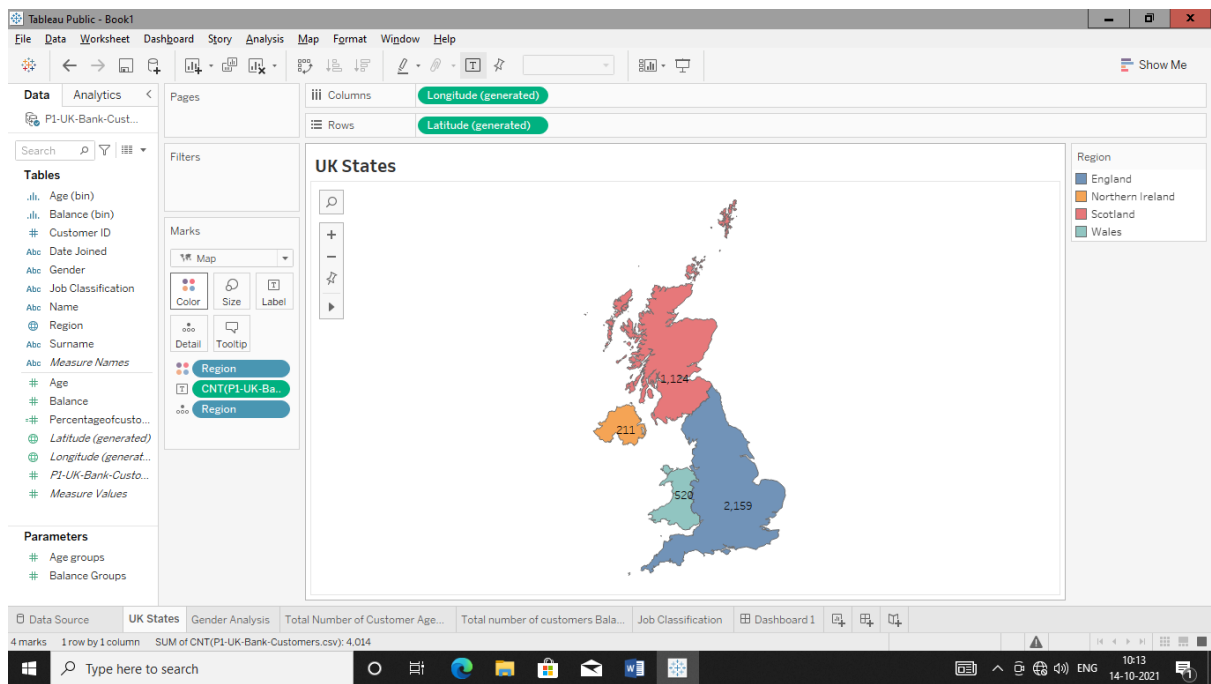 Tableau Public - Book1
File Data Worksheet Dashboard Story Analysis Map Format Window Help
Show Me
Data Analytics
P1-UK-Bank-Cust...
Search
Tables
Age (bin)
Balance (bin)
# Customer ID
Abc Date Joined
Abc Gender
Abc Job Classification
Abc Name
Region
Abc Surname
Abc Measure Names
# Age
# Balance
=# Percentageofcusto...
Latitude (generated)
Longitude (generat...
# P1-UK-Bank-Custo...
# Measure Values
Parameters
# Age groups
# Balance Groups
Pages
Filters
Marks
Map
Color Size Label
Detail Tooltip
Region
CNT(P1-UK-Ba..
Region
Columns Longitude (generated)
Rows Latitude (generated)
UK States
1,124
211
520
2,159
Region
England
Northern Ireland
Scotland
Wales
Data Source UK States Gender Analysis Total Number of Customer Age... Total number of customers Bala... Job Classification Dashboard 1
4 marks 1 row by 1 column SUM of CNT(P1-UK-Bank-Customers.csv): 4,014
Type here to search
ENG
10:13
14-10-2021
1